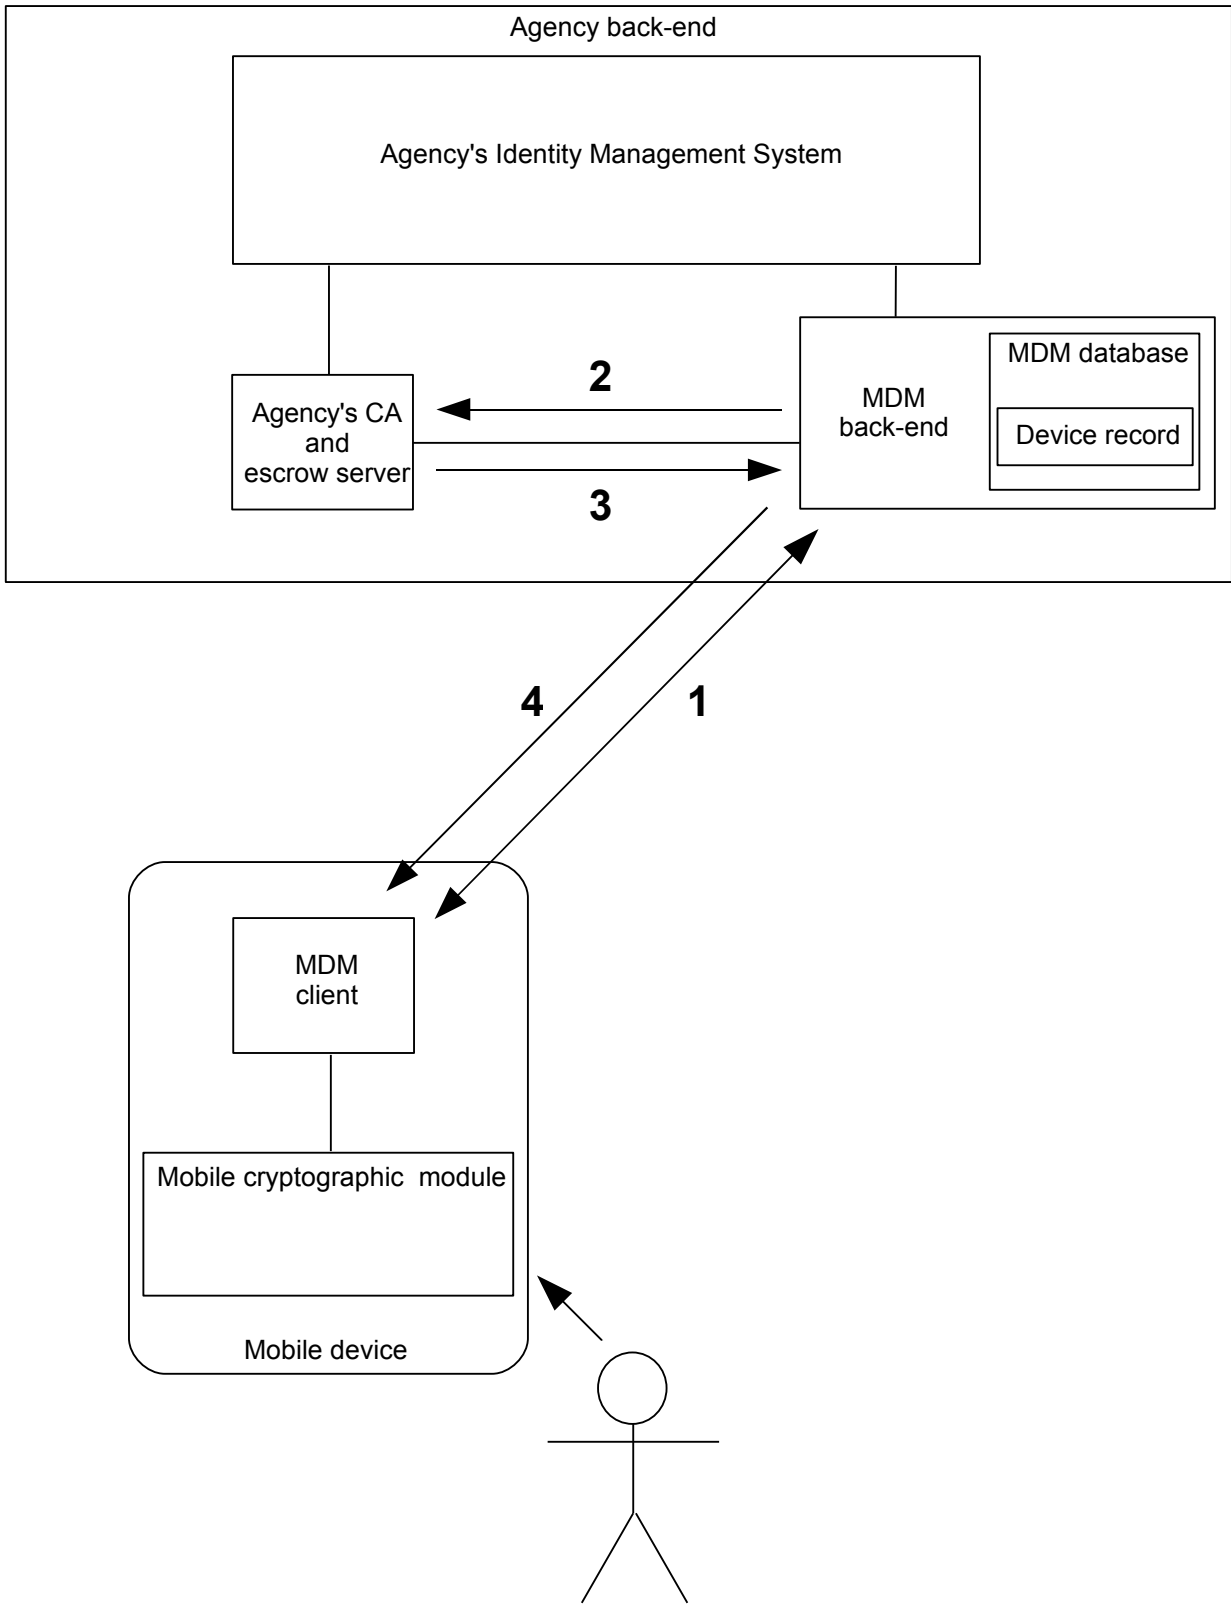 Agency back-end
Agency's Identity Management System
MDM database
2
MDM
back-end
Agency's CA
and
escrow server
Device record
3
4
1
MDM
client
Mobile cryptographic module
Mobile device